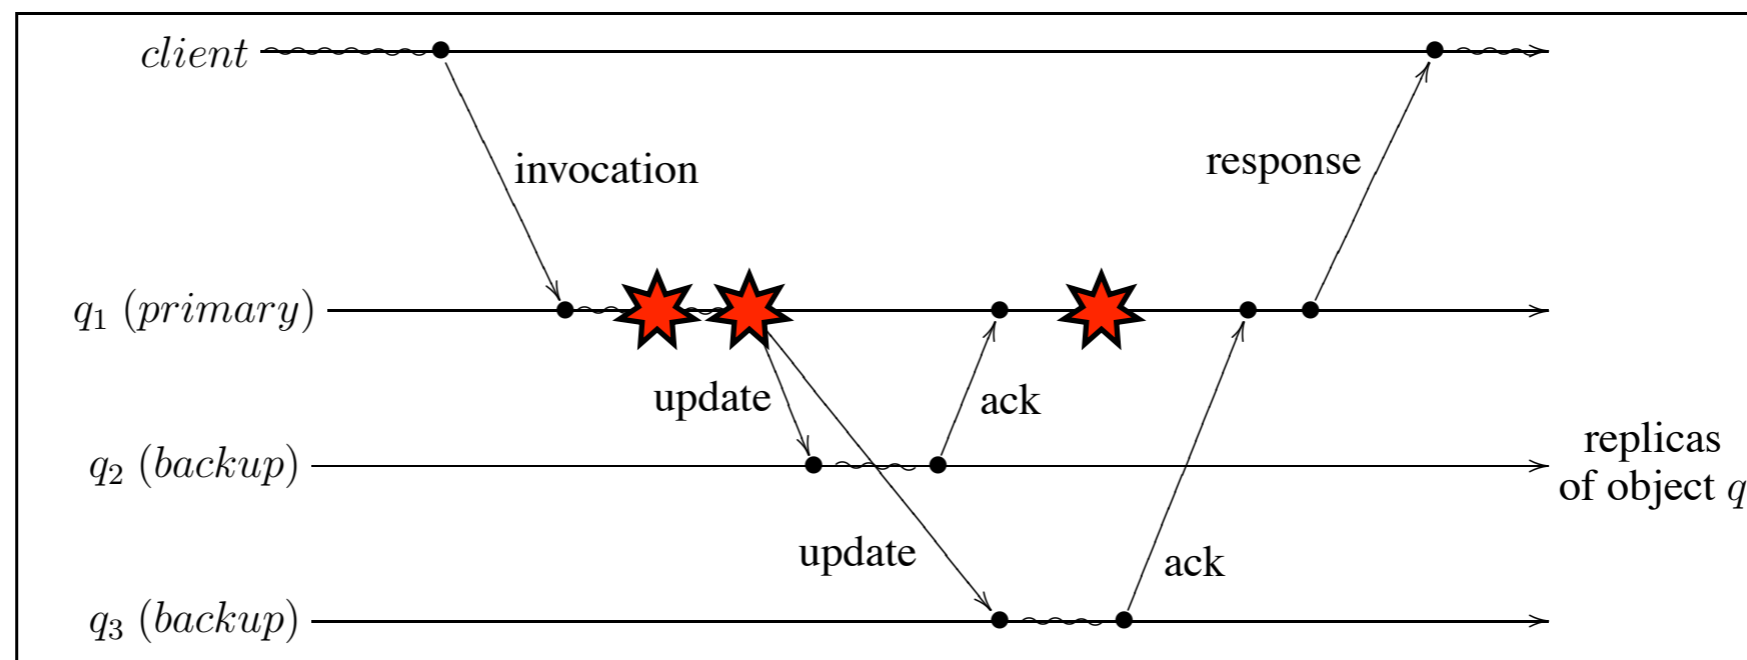 client
invocation
response
q₁ (primary)
update
ack
q₂ (backup)
replicas
of object q
update
ack
q₃ (backup)